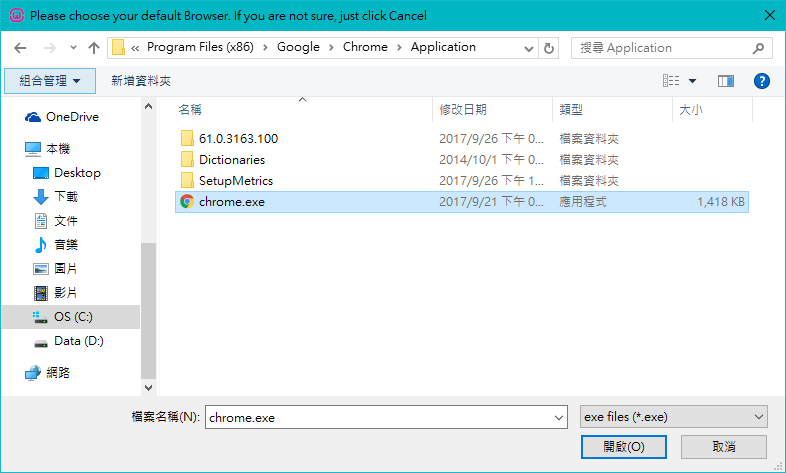 Please choose your default Browser. If you are not sure, just click Cancel
« Program Files (x86) > Google > Chrome > Application
搜尋 Application
組合管理 新增資料夾
名稱 修改日期 類型 大小
OneDrive
本機
Desktop
下載
文件
音樂
圖片
影片
OS (C:)
Data (D:)
網路
61.0.3163.100 2017/9/26 下午 0... 檔案資料夾
Dictionaries 2014/10/1 下午 0... 檔案資料夾
SetupMetrics 2017/9/26 下午 1... 檔案資料夾
chrome.exe 2017/9/21 下午 0... 應用程式 1,418 KB
檔案名稱(N): chrome.exe exe files (*.exe)
開啟(O) 取消